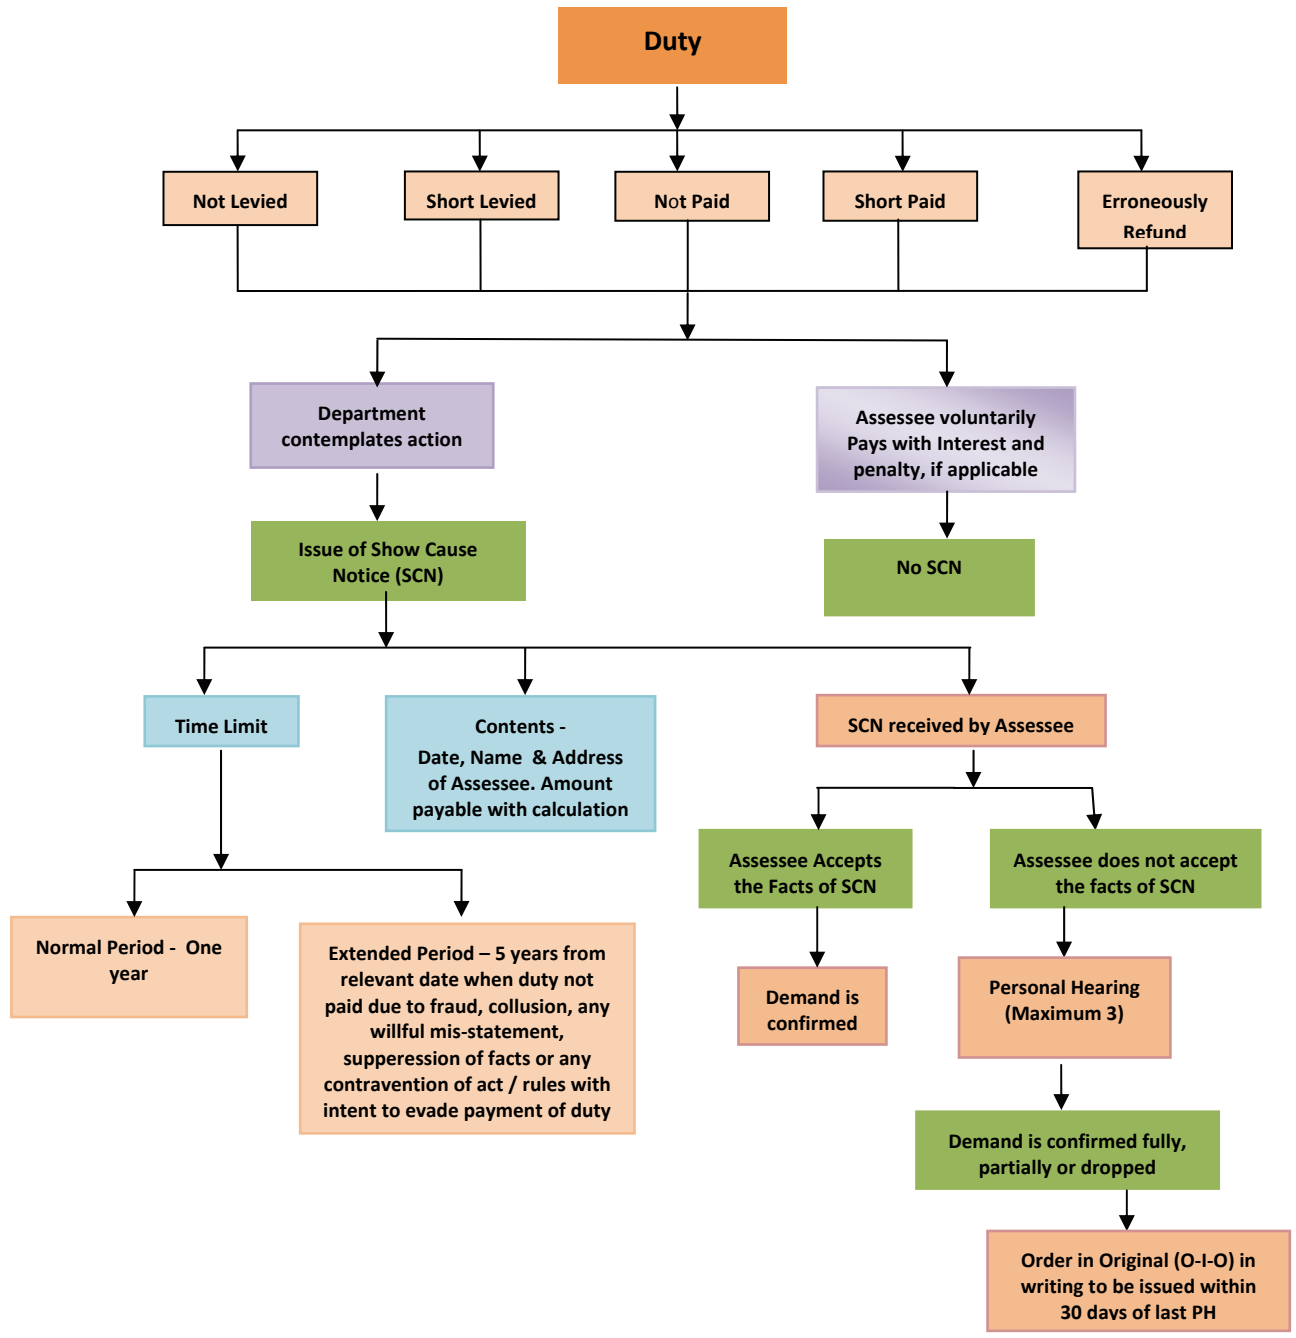 Duty
Not Levied
Short Levied
Not Paid
Short Paid
Erroneously
Refund
Department
contemplates action
Assessee voluntarily
Pays with Interest and
penalty, if applicable
Issue of Show Cause
Notice (SCN)
No SCN
Time Limit
Contents -
Date, Name & Address
of Assessee. Amount
payable with calculation
SCN received by Assessee
Assessee Accepts
the Facts of SCN
Assessee does not accept
the facts of SCN
Normal Period - One
year
Extended Period – 5 years from
relevant date when duty not
paid due to fraud, collusion, any
willful mis-statement,
supperession of facts or any
contravention of act / rules with
intent to evade payment of duty
Demand is
confirmed
Personal Hearing
(Maximum 3)
Demand is confirmed fully,
partially or dropped
Order in Original (O-I-O) in
writing to be issued within
30 days of last PH